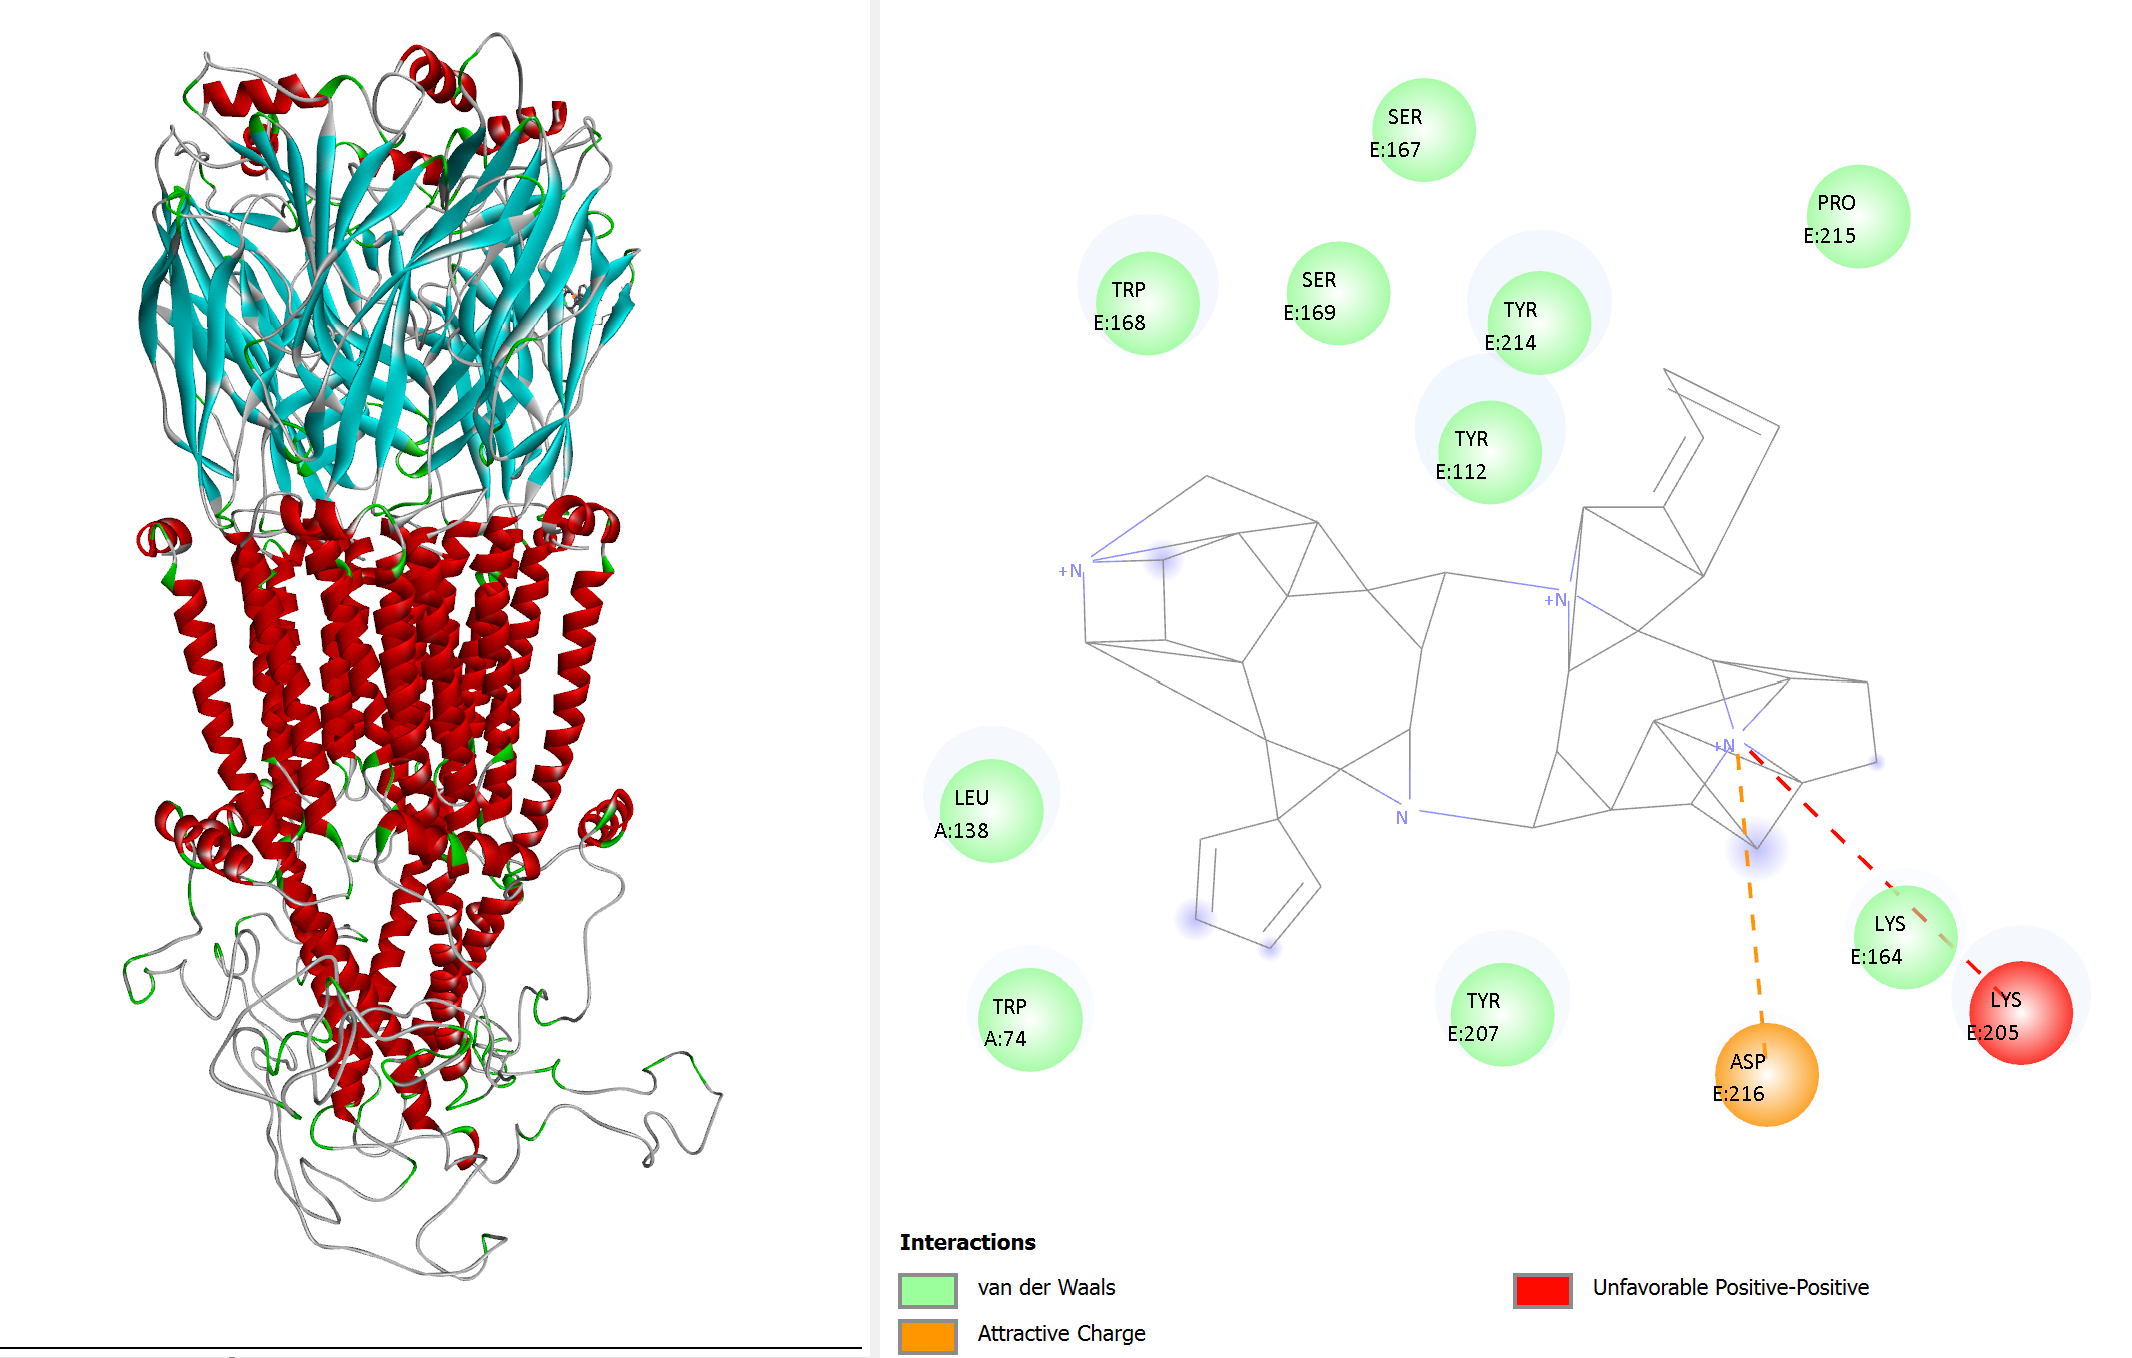 SER
E:167
PRO
E:215
TRP
E:168
SER
E:169
TYR
E:214
TYR
E:112
+N
+N
+N
N
LEU
A:138
LYS
E:164
TRP
A:74
TYR
E:207
LYS
E:205
ASP
E:216
Interactions
van der Waals
Attractive Charge
Unfavorable Positive-Positive